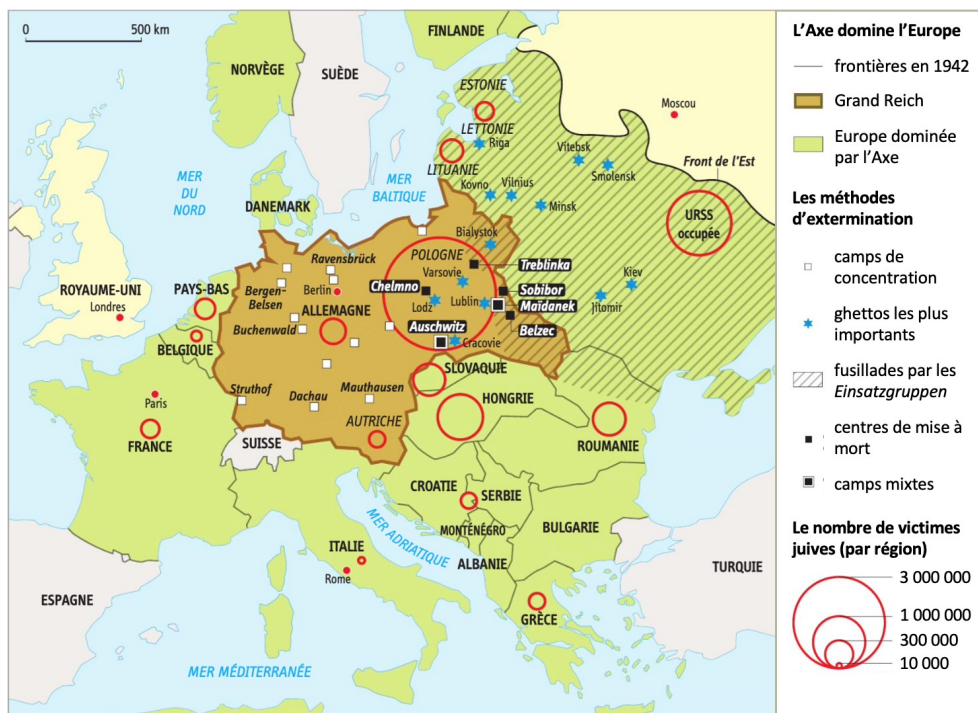 0 500 km
NORVÈGE
SUÈDE
FINLANDE
ESTONIE
LETTONIE
Riga
LITUANIE
Moscou
Vitebsk
Smolensk
Front de l'Est
MER
DU
NORD
MER
BALTIQUE
DANEMARK
Kovno
Vilnius
Minsk
URSS
occupée
Bialystok
ROYAUME-UNI
Londres
PAYS-BAS
Bergen-
Belsen
Ravensbrück
Berlin
POLOGNE
Varsovie
Treblinka
Chelmno
Lodz
Lublin
Sobibor
Maïdanek
Belzec
Kiev
Jitomir
ALLEMAGNE
Buchenwald
BELGIQUE
Auschwitz
Cracovie
Paris
FRANCE
Struthof
Dachau
Mauthausen
SLOVAQUIE
HONGRIE
AUTRICHE
SUISSE
ROUMANIE
CROATIE
SERBIE
MONTÉNÉGRO
BULGARIE
ALBANIE
MER ADRIATIQUE
ITALIE
Rome
ESPAGNE
GRÈCE
TURQUIE
MER MÉDITERRANÉE
L'Axe domine l'Europe
frontières en 1942
Grand Reich
Europe dominée
par l'Axe
Les méthodes
d'extermination
camps de
concentration
ghettos les plus
importants
fusillades par les
Einsatzgruppen
centres de mise à
mort
camps mixtes
Le nombre de victimes
juives (par région)
3 000 000
1 000 000
300 000
10 000